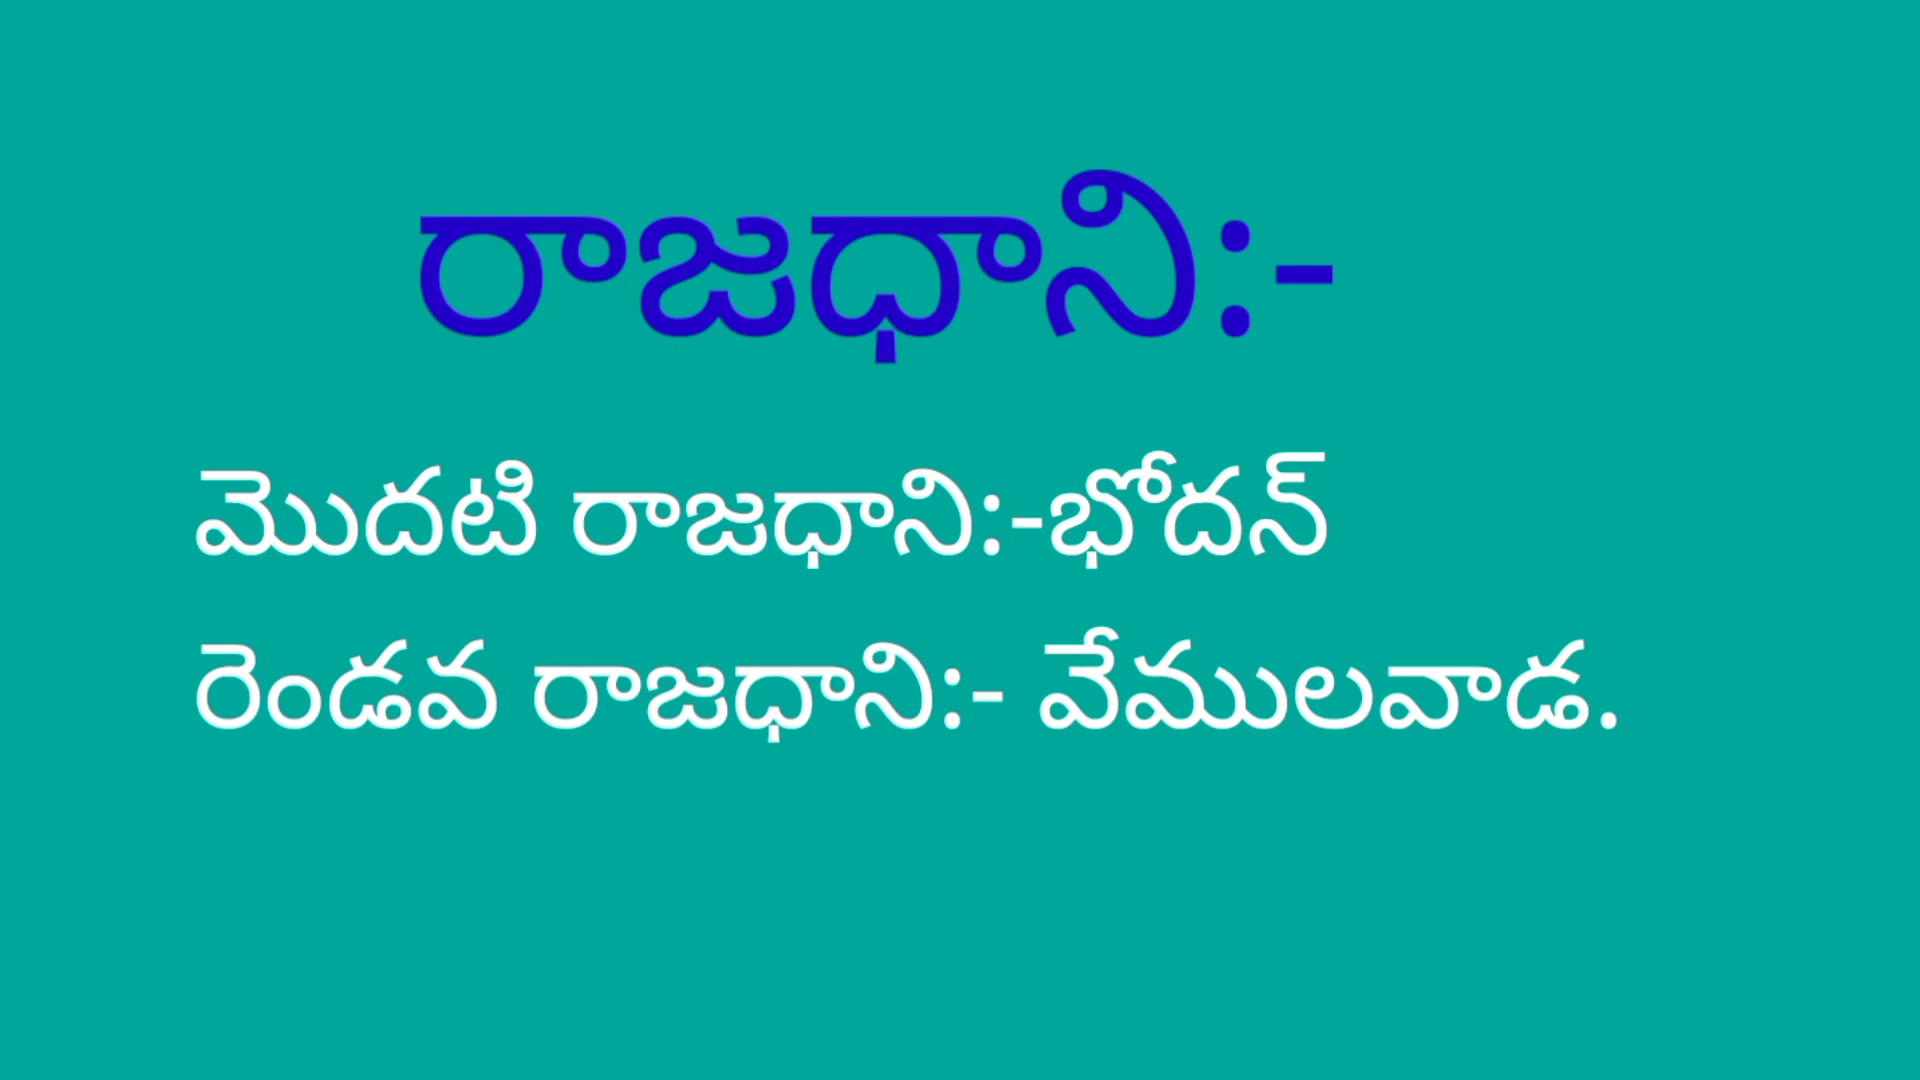 రాజధాని:-
మొదటి రాజధాని:-భోదన్
రెండవ రాజధాని:- వేములవాడ.